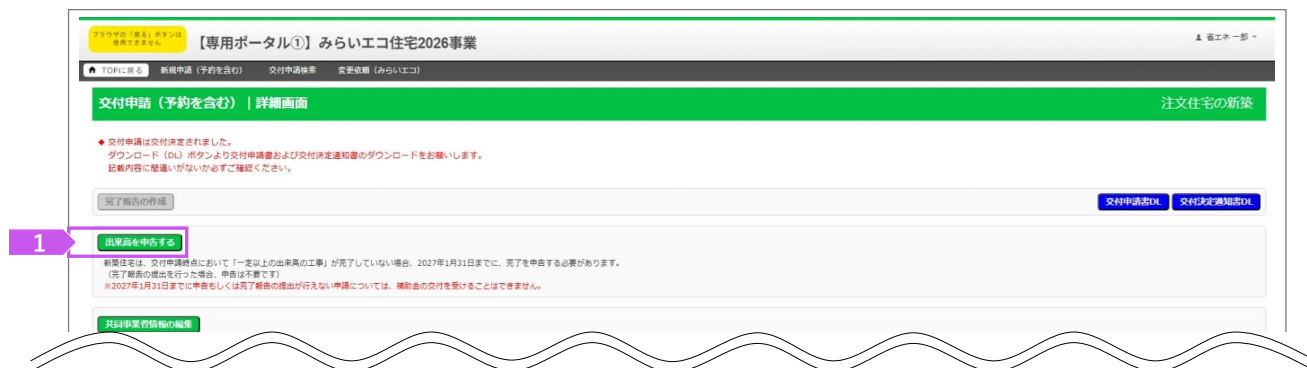 ブラウザの「戻る」ボタンは
使用できません
【専用ポータル①】みらいエコ住宅2026事業
省エネ 一郎
TOPに戻る 新規申請（予約を含む） 交付申請検索 変更依頼（みらいエコ）
交付申請（予約を含む）｜詳細画面 注文住宅の新築
◆ 交付申請は交付決定されました。
ダウンロード（DL）ボタンより交付申請書および交付決定通知書のダウンロードをお願いします。
記載内容に間違いがないか必ずご確認ください。
完了報告の作成 交付申請書DL 交付決定通知書DL
1
出来高を申告する
新築住宅は、交付申請時点において「一定以上の出来高の工事」が完了していない場合、2027年1月31日までに、完了を申告する必要があります。
（完了報告の提出を行った場合、申告は不要です）
※2027年1月31日までに申告もしくは完了報告の提出が行えない申請については、補助金の交付を受けることはできません。
共同事業者情報の編集